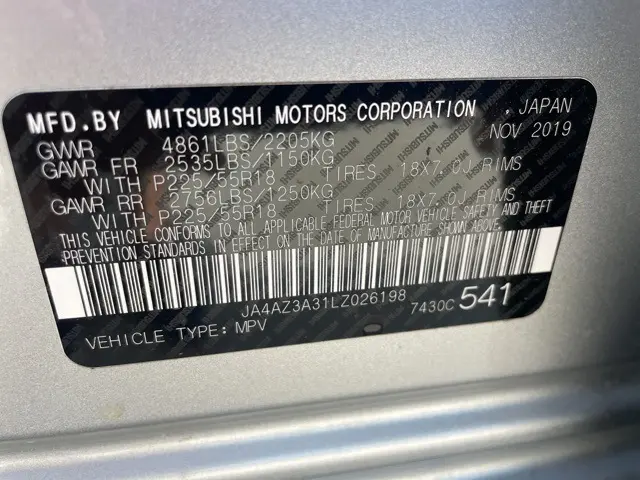 MFD.BY MITSUBISHI MOTORS CORPORATION , JAPAN
GVWR 4861LBS/2205KG NOV 2019
GAWR FR 2535LBS/1150KG
WITH P225/55R18 TIRES 18X7.0J RIMS
GAWR RR 2756LBS/1250KG
WITH P225/55R18 TIRES 18X7.0J RIMS
THIS VEHICLE CONFORMS TO ALL APPLICABLE FEDERAL MOTOR VEHICLE SAFETY AND THEFT
PREVENTION STANDARDS IN EFFECT ON THE DATE OF MANUFACTURE SHOWN ABOVE.
JA4AZ3A31LZ026198 7430C 541
VEHICLE TYPE: MPV